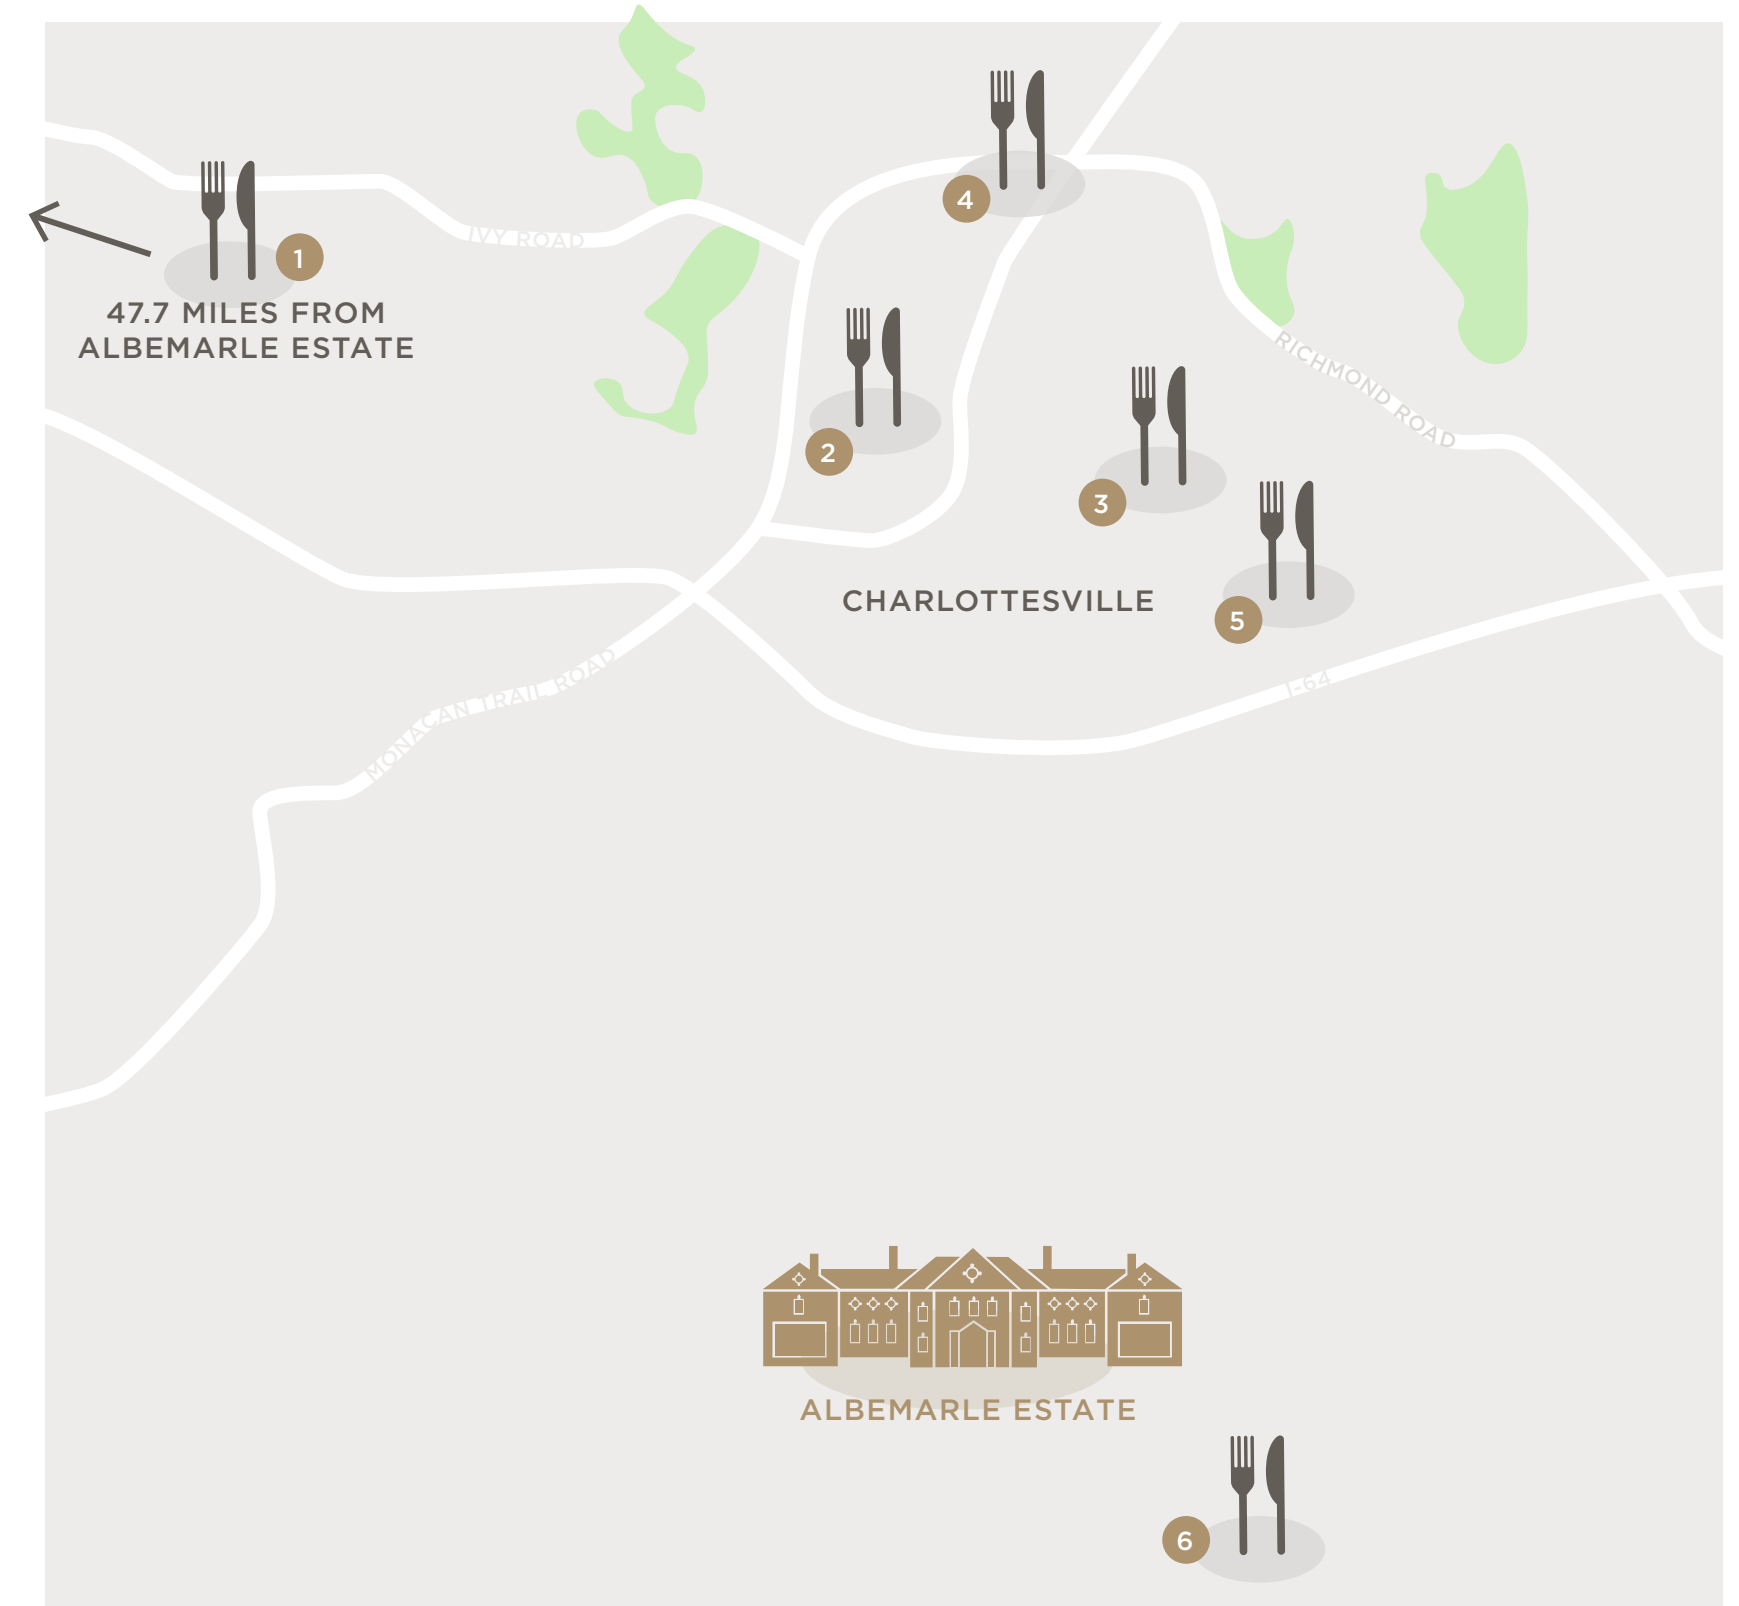 4
IVY ROAD
1
47.7 MILES FROM
ALBEMARLE ESTATE
RICHMOND ROAD
2
3
CHARLOTTESVILLE
5
MONACAN TRAIL ROAD
I-64
ALBEMARLE ESTATE
6